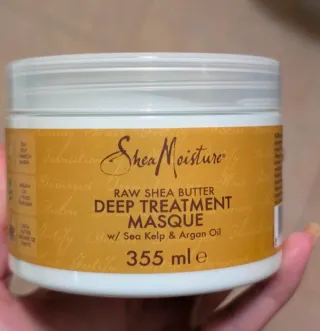 SheaMoisture®
RAW SHEA BUTTER
DEEP TREATMENT
MASQUE
w/ Sea Kelp & Argan Oil
355 ml e